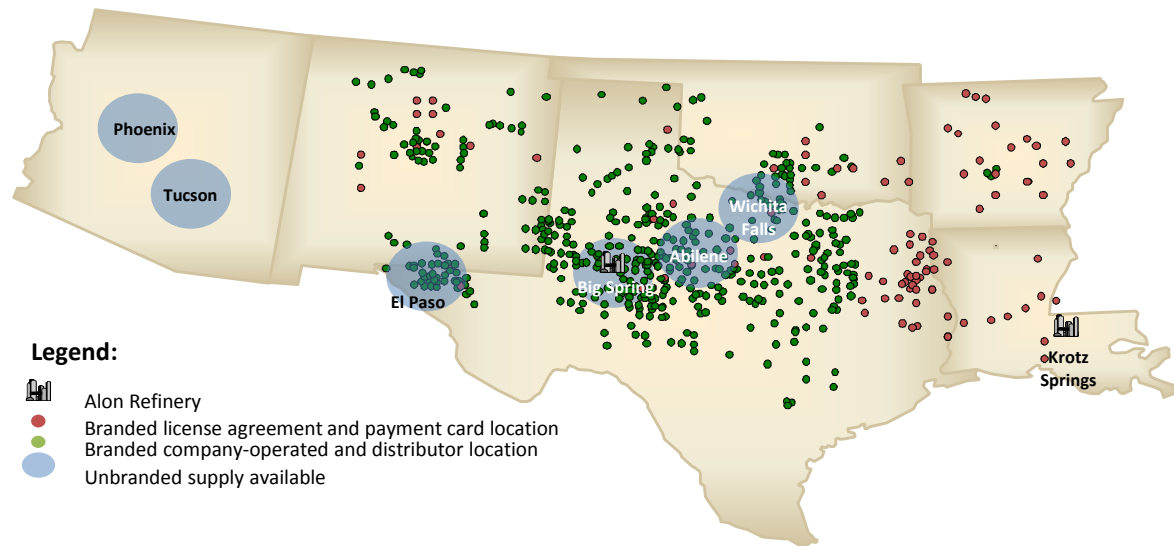 Phoenix
Tucson
Wichita
Falls
Abilene
Big Spring
El Paso
Krotz
Springs
Legend:
Alon Refinery
Branded license agreement and payment card location
Branded company-operated and distributor location
Unbranded supply available